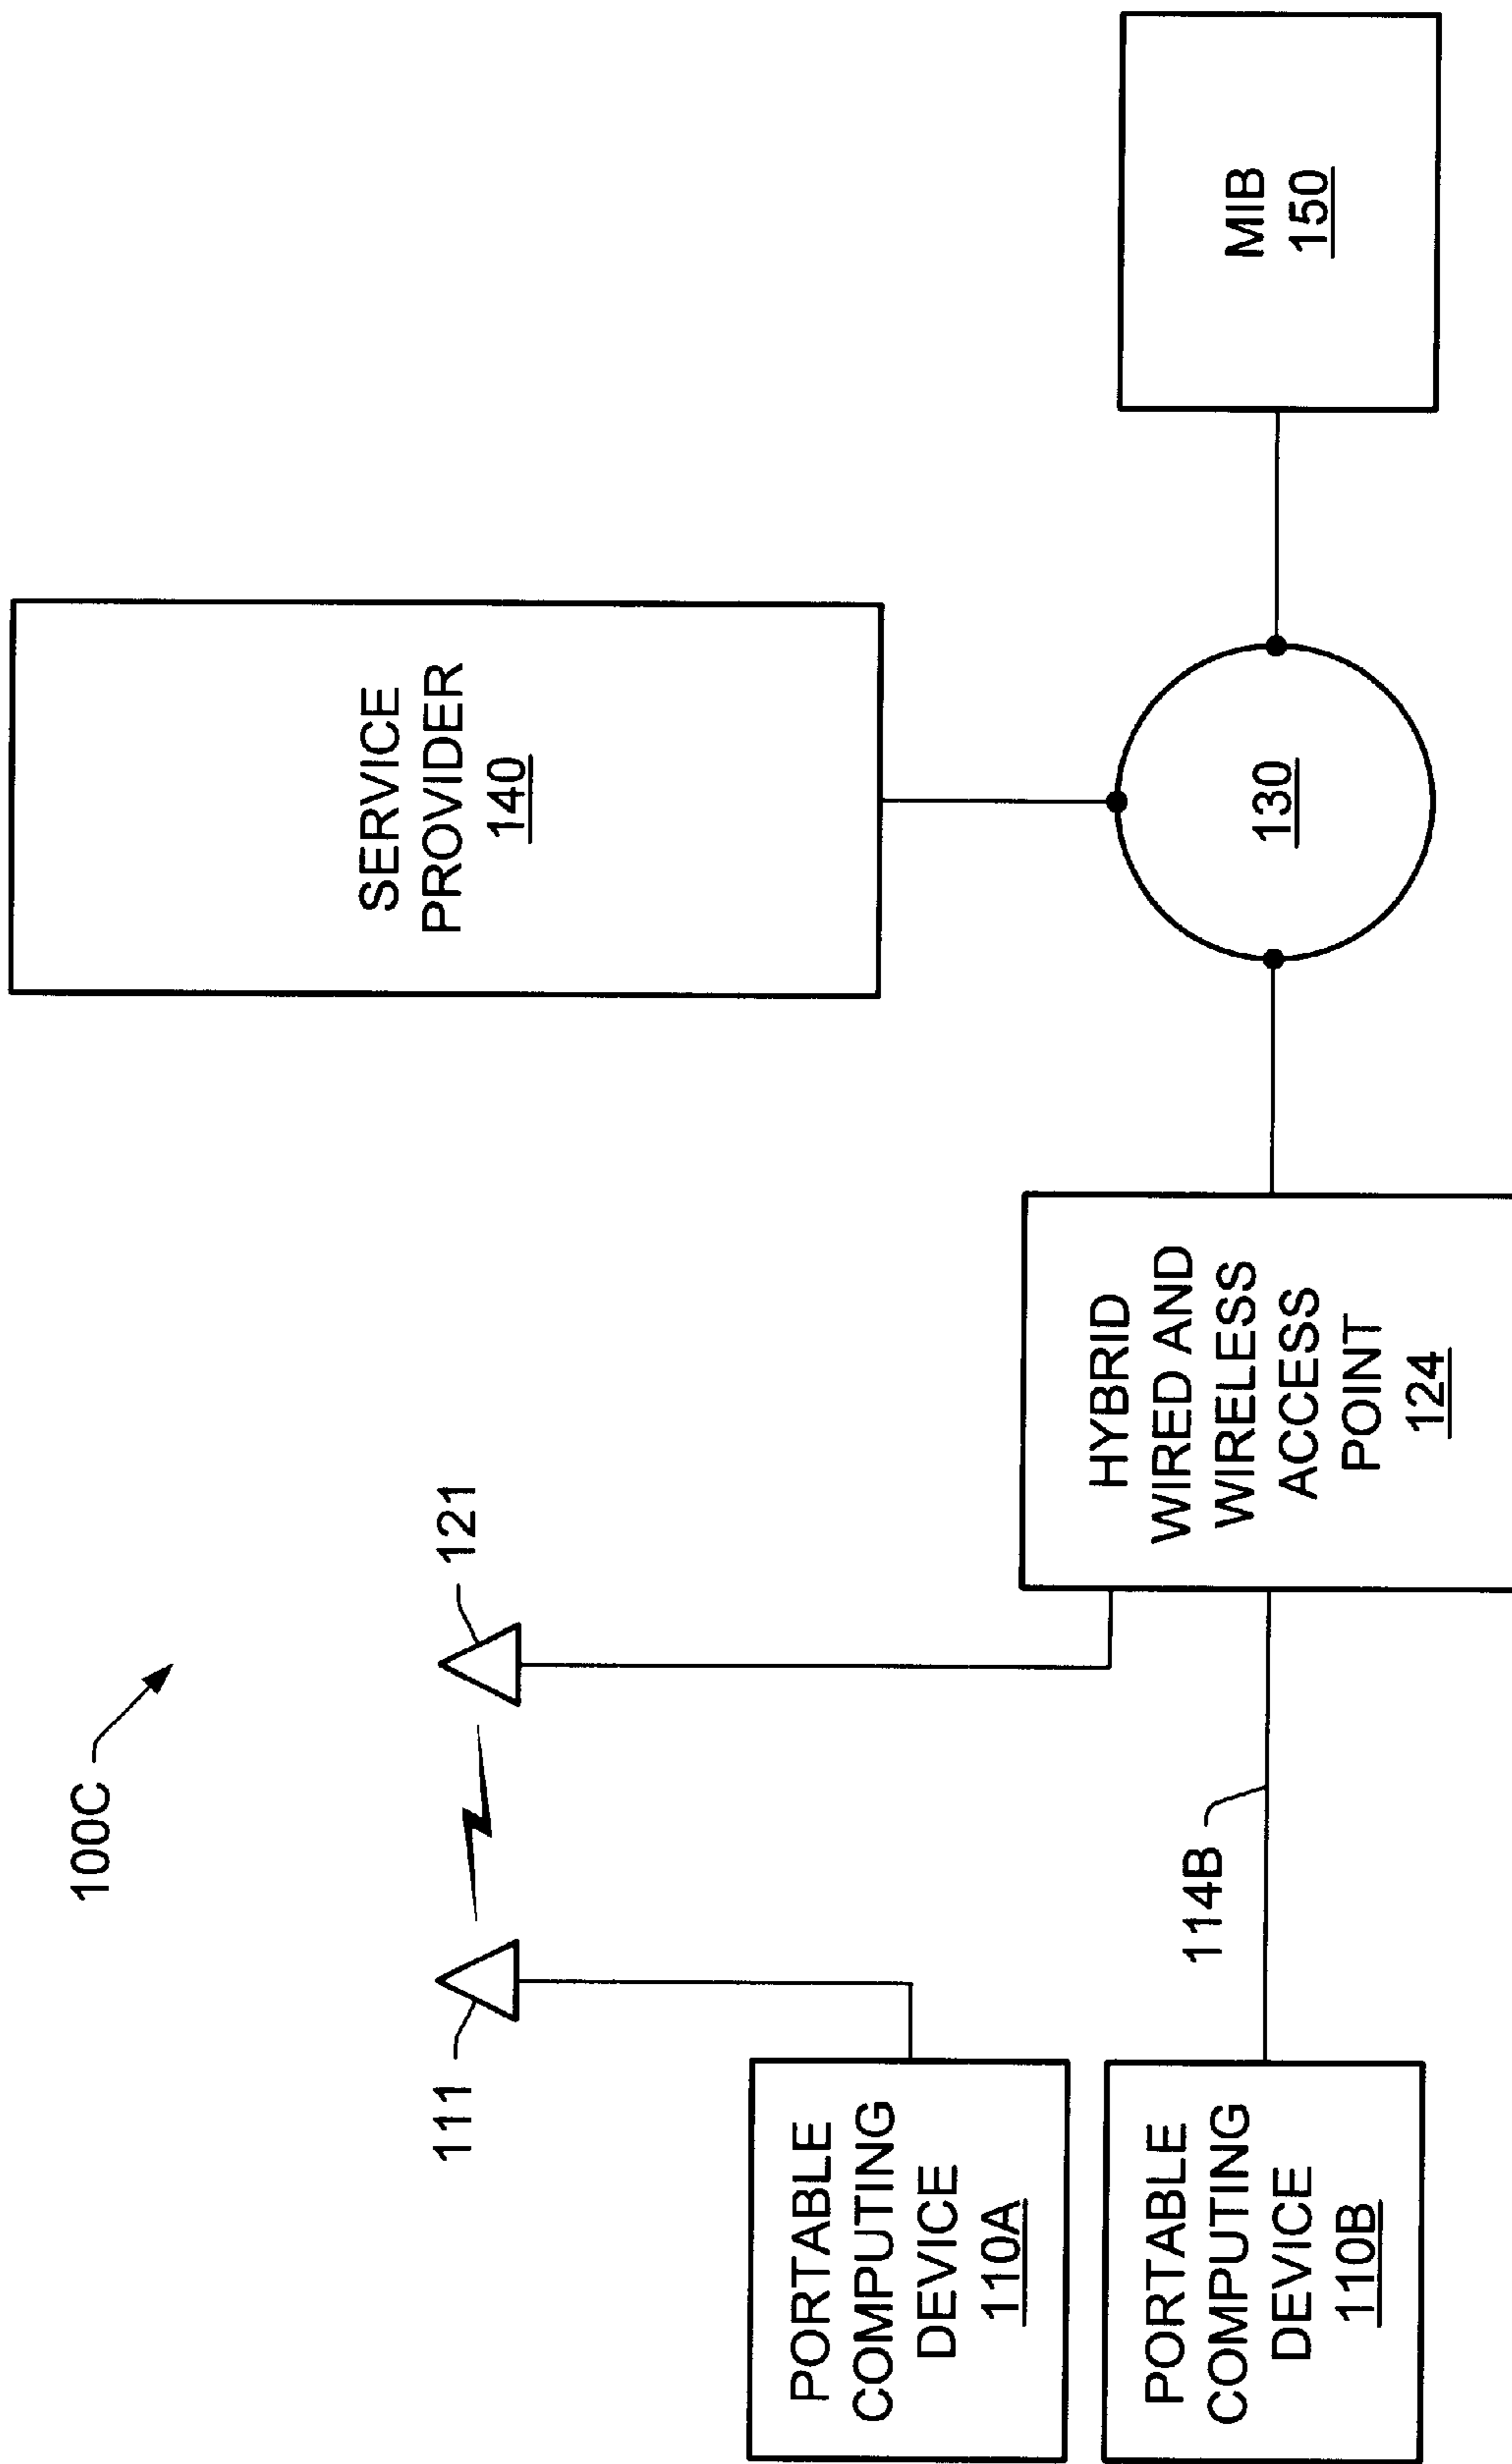 100C
111
121
PORTABLE
COMPUTING
DEVICE
110A
PORTABLE
COMPUTING
DEVICE
110B
114B
HYBRID
WIRED AND
WIRELESS
ACCESS
POINT
124
SERVICE
PROVIDER
140
130
MIB
150